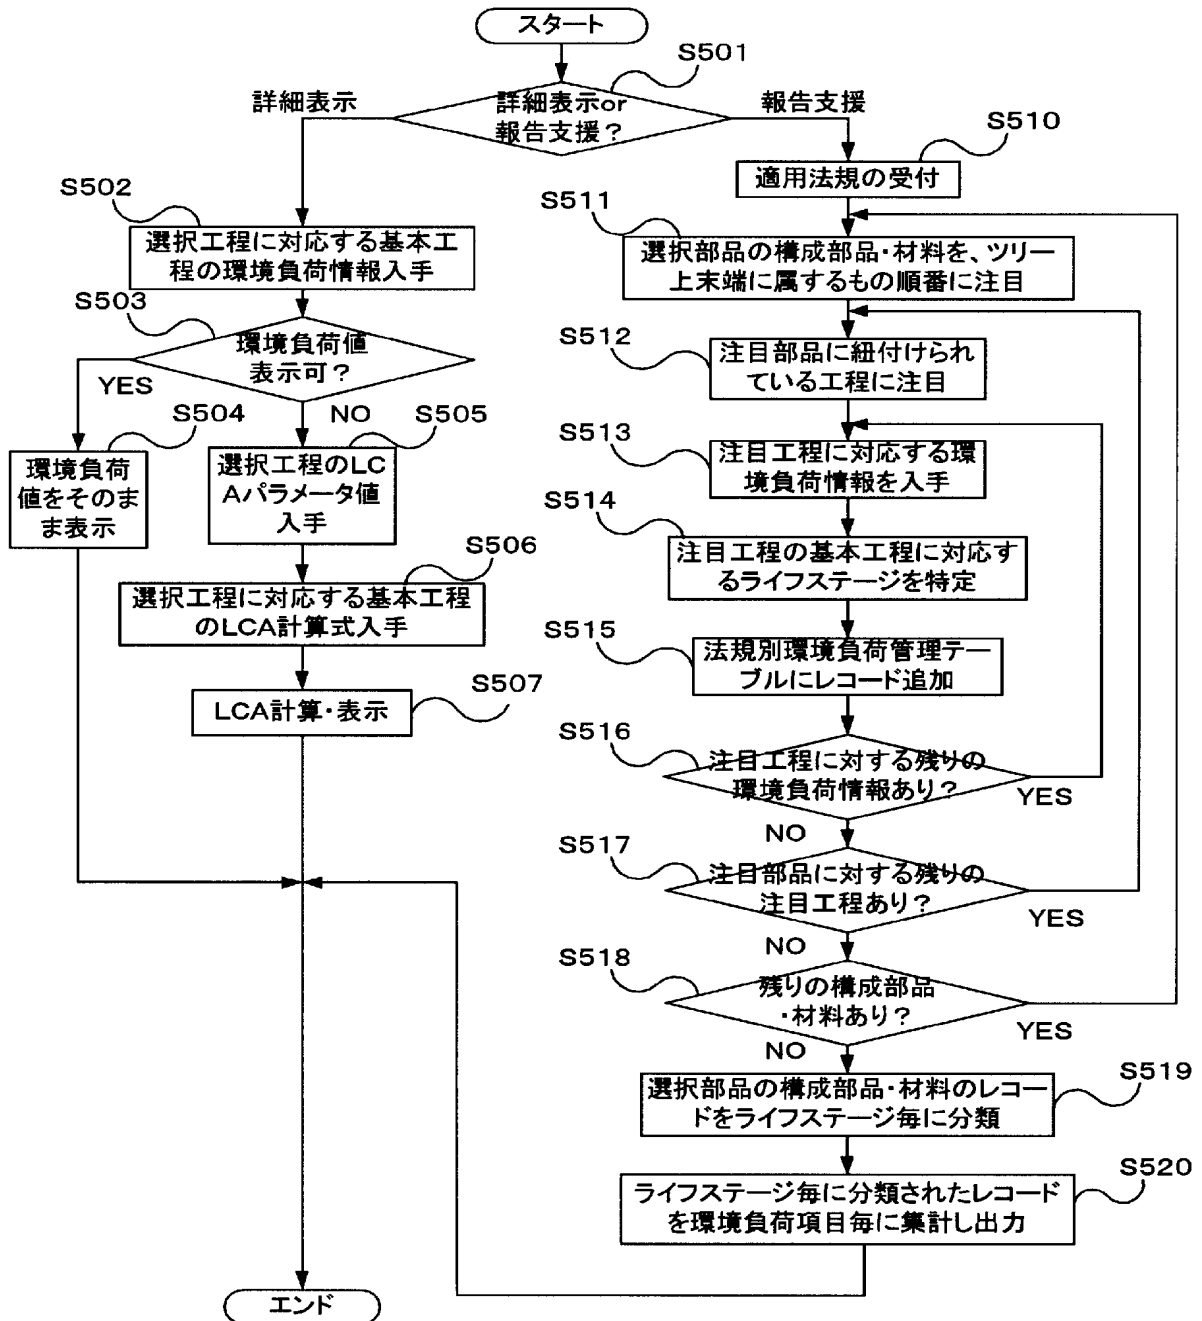 スタート
S501
詳細表示or
報告支援？
詳細表示
報告支援
S502
選択工程に対応する基本工
程の環境負荷情報入手
S503
環境負荷値
表示可？
YES
NO
S504
環境負荷
値をそのま
ま表示
S505
選択工程のLC
Aパラメータ値
入手
S506
選択工程に対応する基本工程
のLCA計算式入手
S507
LCA計算・表示
S510
適用法規の受付
S511
選択部品の構成部品・材料を、ツリー
上末端に属するもの順番に注目
S512
注目部品に紐付けられ
ている工程に注目
S513
注目工程に対応する環
境負荷情報を入手
S514
注目工程の基本工程に対応す
るライフステージを特定
S515
法規別環境負荷管理テー
ブルにレコード追加
S516
注目工程に対する残りの
環境負荷情報あり？
YES
NO
S517
注目部品に対する残りの
注目工程あり？
YES
NO
S518
残りの構成部品
・材料あり？
YES
NO
S519
選択部品の構成部品・材料のレコー
ドをライフステージ毎に分類
S520
ライフステージ毎に分類されたレコード
を環境負荷項目毎に集計し出力
エンド